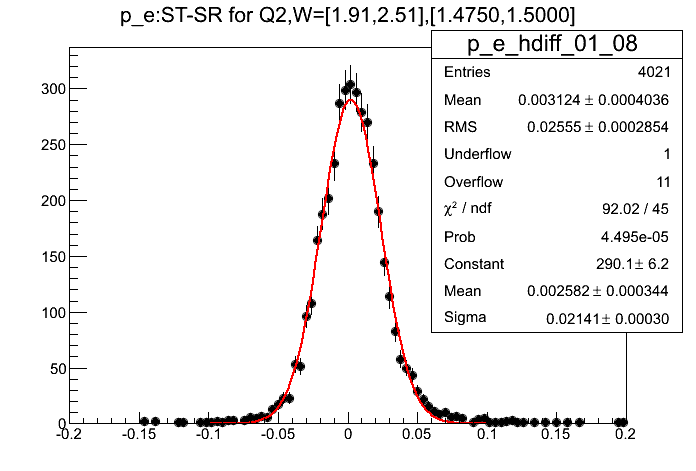 p_e:ST-SR for Q2,W=[1.91,2.51],[1.4750,1.5000]
p_e_hdiff_01_08
Entries 4021
Mean 0.003124 ± 0.0004036
RMS 0.02555 ± 0.0002854
Underflow 1
Overflow 11
χ² / ndf 92.02 / 45
Prob 4.495e-05
Constant 290.1 ± 6.2
Mean 0.002582 ± 0.000344
Sigma 0.02141 ± 0.00030
300
250
200
150
100
50
0
-0.2 -0.15 -0.1 -0.05 0 0.05 0.1 0.15 0.2